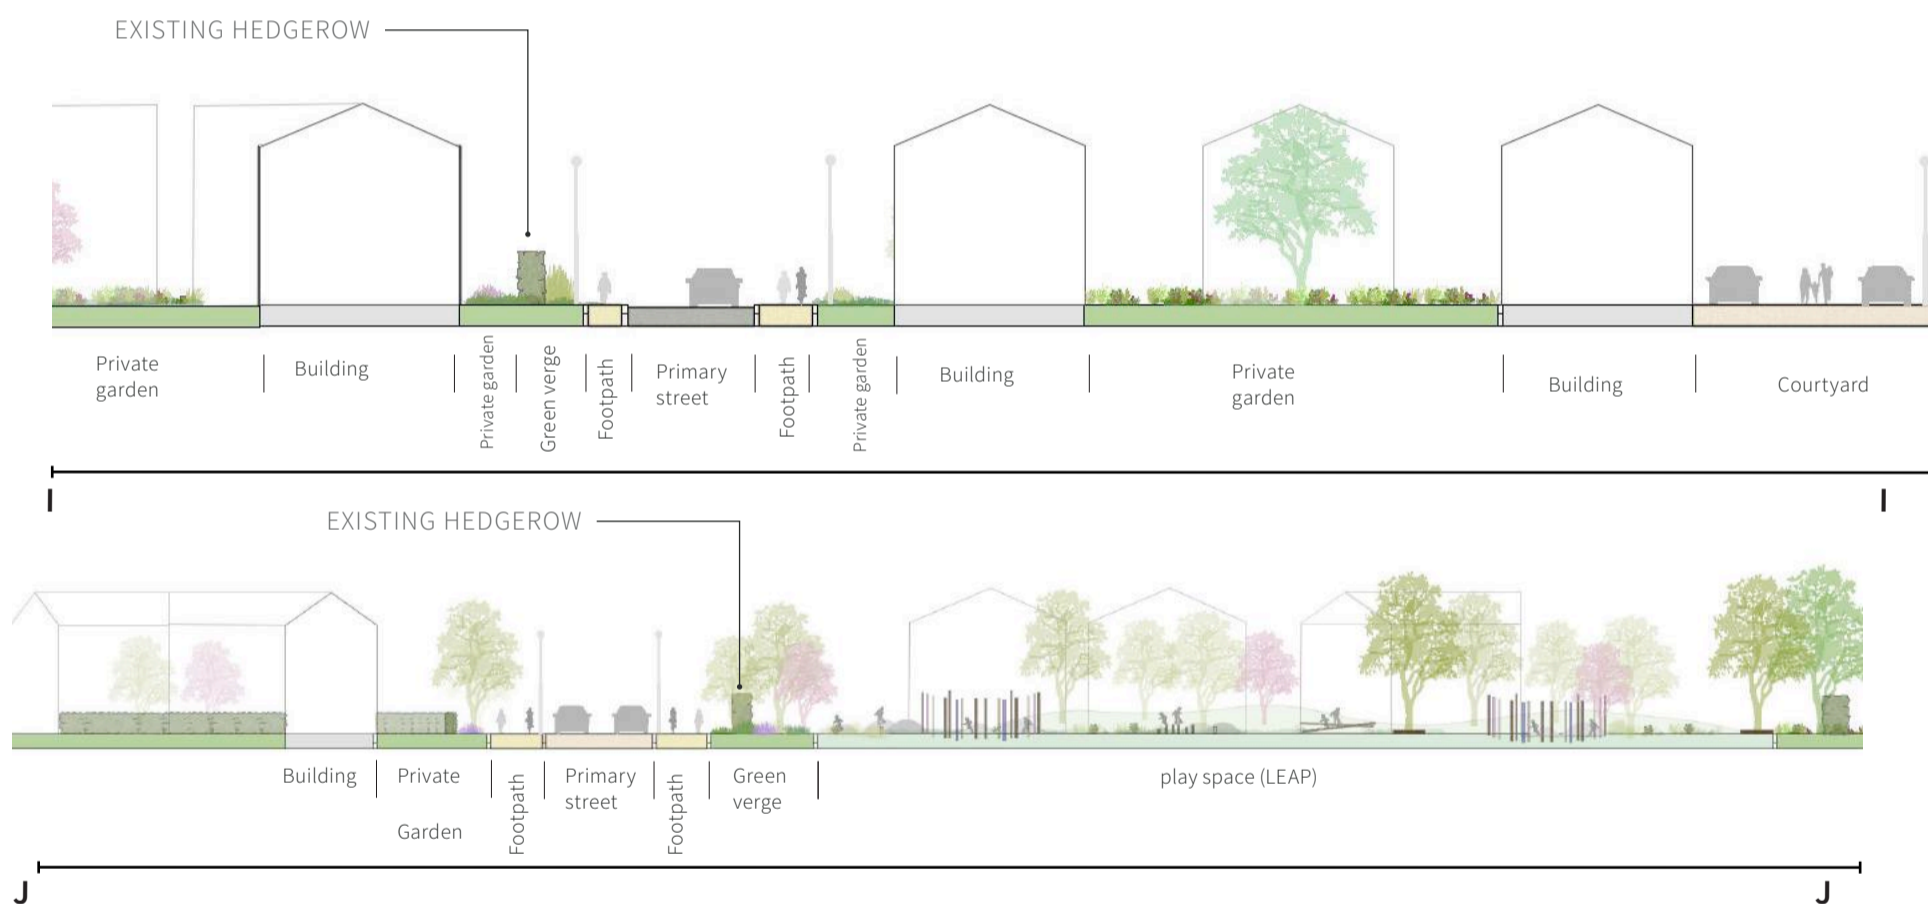 EXISTING HEDGEROW
Private
garden
Building
Private garden
Green verge
Footpath
Primary
street
Footpath
Private garden
Building
Private
garden
Building
Courtyard
I
I
EXISTING HEDGEROW
Building
Private
Garden
Footpath
Primary
street
Footpath
Green
verge
play space (LEAP)
J
J